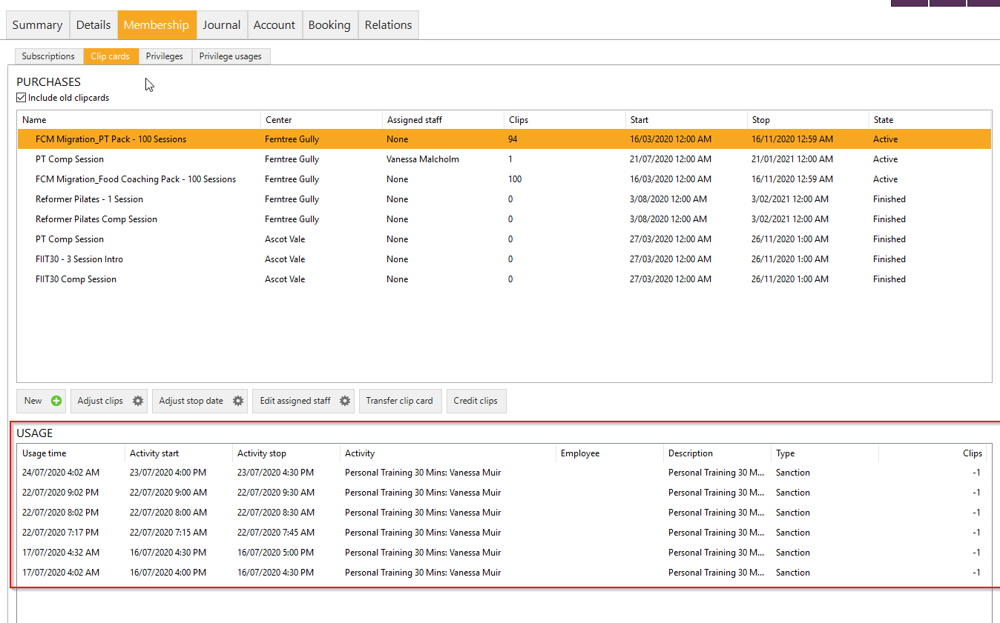 Summary Details Membership Journal Account Booking Relations
Subscriptions Clip cards Privileges Privilege usages
PURCHASES
Include old clipcards
Name Center Assigned staff Clips Start Stop State
FCM Migration_PT Pack - 100 Sessions Ferntree Gully None 94 16/03/2020 12:00 AM 16/11/2020 12:59 AM Active
PT Comp Session Ferntree Gully Vanessa Malcholm 1 21/07/2020 12:00 AM 21/01/2021 12:00 AM Active
FCM Migration_Food Coaching Pack - 100 Sessions Ferntree Gully None 100 16/03/2020 12:00 AM 16/11/2020 12:59 AM Active
Reformer Pilates - 1 Session Ferntree Gully None 0 3/08/2020 12:00 AM 3/02/2021 12:00 AM Finished
Reformer Pilates Comp Session Ferntree Gully None 0 3/08/2020 12:00 AM 3/02/2021 12:00 AM Finished
PT Comp Session Ascot Vale None 0 27/03/2020 12:00 AM 26/11/2020 1:00 AM Finished
FIIT30 - 3 Session Intro Ascot Vale None 0 27/03/2020 12:00 AM 26/11/2020 1:00 AM Finished
FIIT30 Comp Session Ascot Vale None 0 27/03/2020 12:00 AM 26/11/2020 1:00 AM Finished
New Adjust clips Adjust stop date Edit assigned staff Transfer clip card Credit clips
USAGE
Usage time Activity start Activity stop Activity Employee Description Type Clips
24/07/2020 4:02 AM 23/07/2020 4:00 PM 23/07/2020 4:30 PM Personal Training 30 Mins: Vanessa Muir Personal Training 30 M... Sanction -1
22/07/2020 9:02 PM 22/07/2020 9:00 AM 22/07/2020 9:30 AM Personal Training 30 Mins: Vanessa Muir Personal Training 30 M... Sanction -1
22/07/2020 8:02 PM 22/07/2020 8:00 AM 22/07/2020 8:30 AM Personal Training 30 Mins: Vanessa Muir Personal Training 30 M... Sanction -1
22/07/2020 7:17 PM 22/07/2020 7:15 AM 22/07/2020 7:45 AM Personal Training 30 Mins: Vanessa Muir Personal Training 30 M... Sanction -1
17/07/2020 4:32 AM 16/07/2020 4:30 PM 16/07/2020 5:00 PM Personal Training 30 Mins: Vanessa Muir Personal Training 30 M... Sanction -1
17/07/2020 4:02 AM 16/07/2020 4:00 PM 16/07/2020 4:30 PM Personal Training 30 Mins: Vanessa Muir Personal Training 30 M... Sanction -1